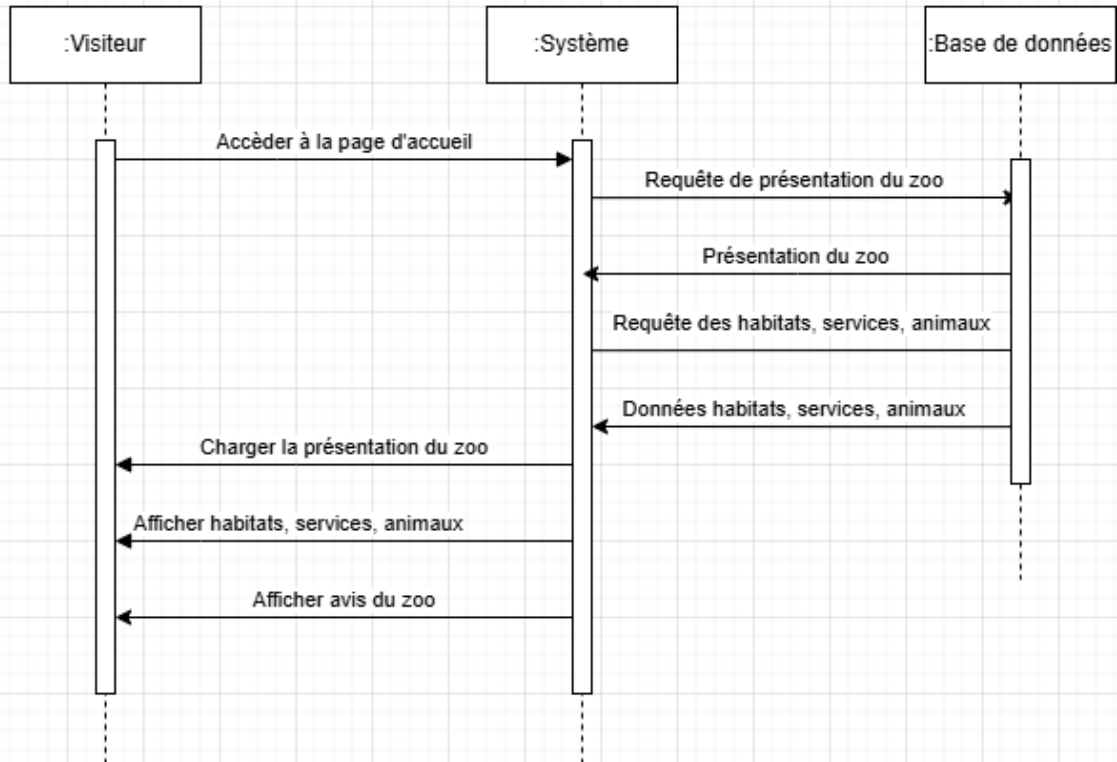 :Visiteur
:Système
:Base de données
Accèder à la page d'accueil
Requête de présentation du zoo
Présentation du zoo
Requête des habitats, services, animaux
Données habitats, services, animaux
Charger la présentation du zoo
Afficher habitats, services, animaux
Afficher avis du zoo